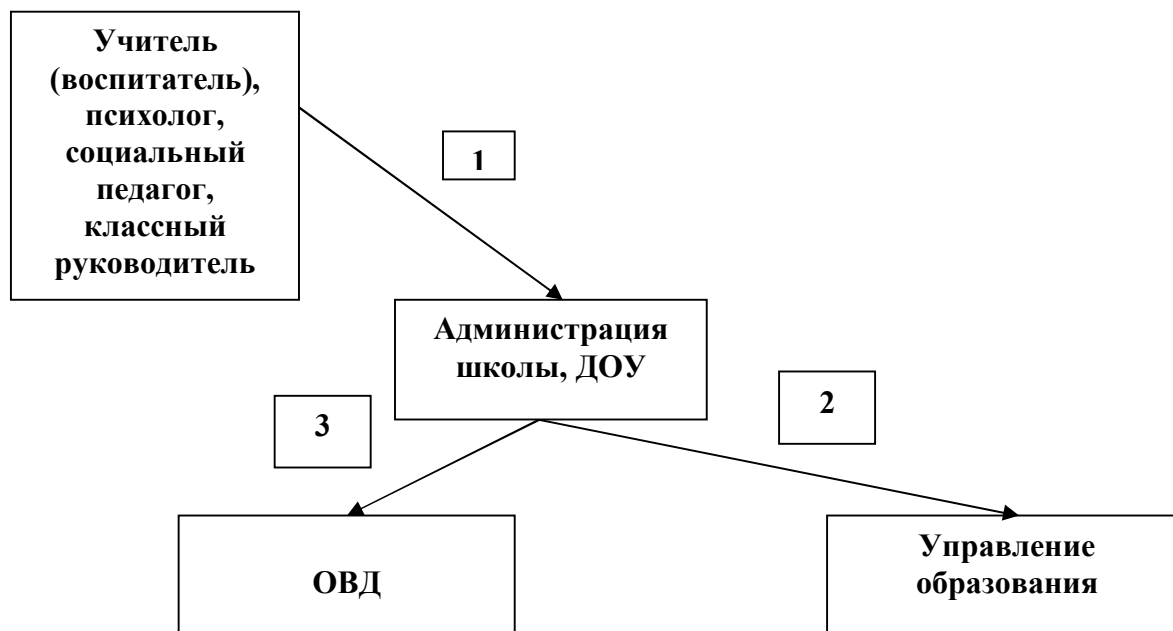 Учитель
(воспитатель),
психолог,
социальный
педагог,
классный
руководитель
1
Администрация
школы, ДОУ
3
2
ОВД
Управление
образования